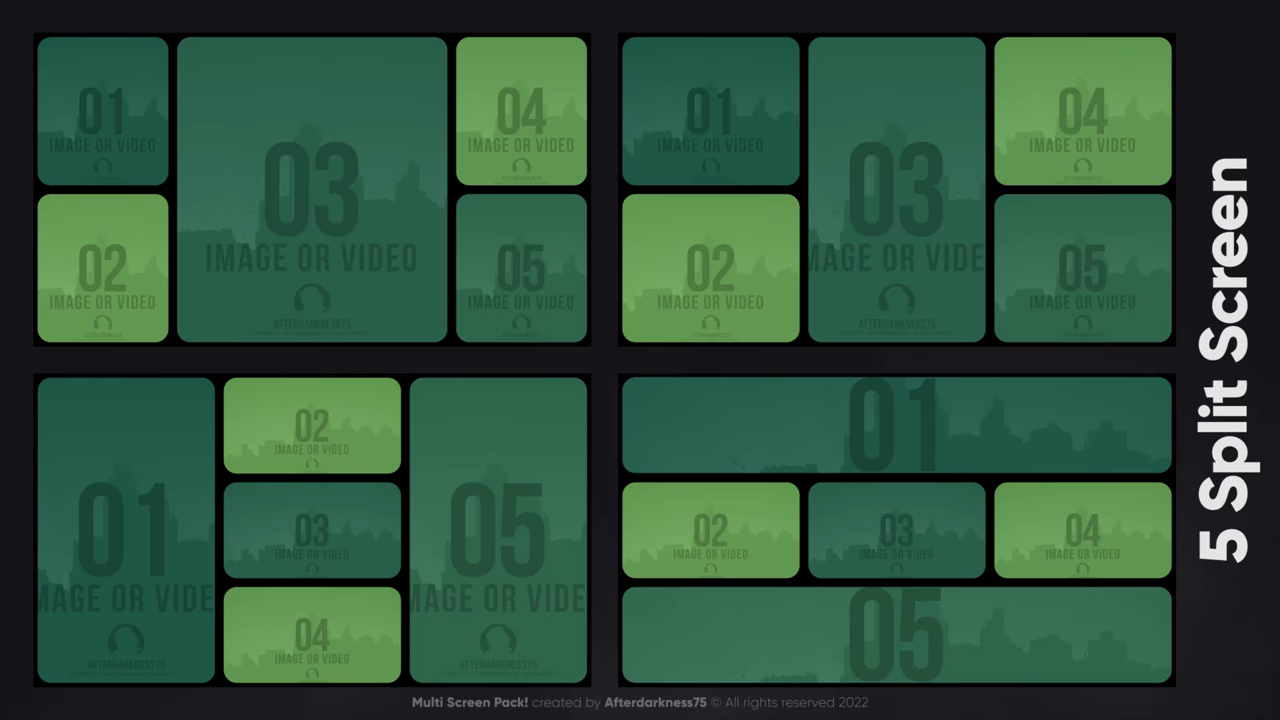 01
IMAGE OR VIDEO
02
IMAGE OR VIDEO
03
IMAGE OR VIDEO
AFTERDARKNESS75
04
IMAGE OR VIDEO
05
IMAGE OR VIDEO
01
IMAGE OR VIDEO
02
IMAGE OR VIDEO
03
MAGE OR VIDE
AFTERDARKNESS75
04
IMAGE OR VIDEO
05
IMAGE OR VIDEO
01
MAGE OR VIDE
AFTERDARKNESS75
02
IMAGE OR VIDEO
03
IMAGE OR VIDEO
04
IMAGE OR VIDEO
05
MAGE OR VIDE
AFTERDARKNESS75
01
02
IMAGE OR VIDEO
03
IMAGE OR VIDEO
04
IMAGE OR VIDEO
05
5 Split Screen
Multi Screen Pack! created by Afterdarkness75 © All rights reserved 2022